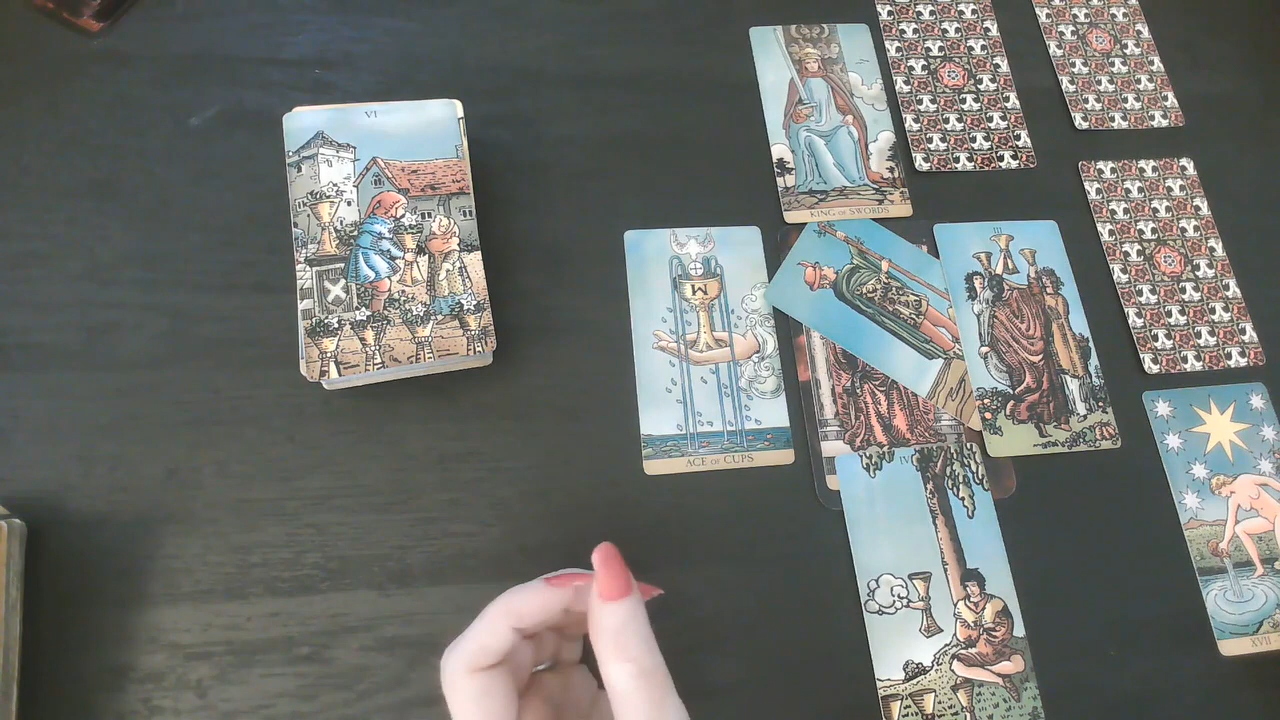 VI
KING OF SWORDS
III
M
ACE OF CUPS
IV
XVII